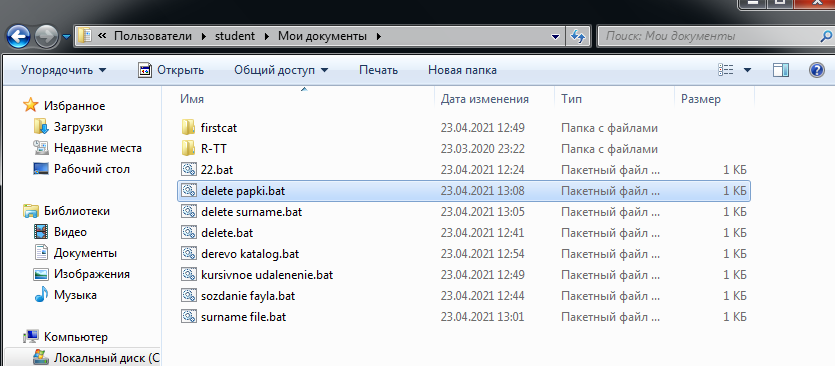 « Пользователи ▸ student ▸ Мои документы ▸
Поиск: Мои документы
Упорядочить Открыть Общий доступ Печать Новая папка
Избранное
Загрузки
Недавние места
Рабочий стол
Библиотеки
Видео
Документы
Изображения
Музыка
Компьютер
Локальный диск (C
Имя Дата изменения Тип Размер
firstcat 23.04.2021 12:49 Папка с файлами
R-TT 23.03.2020 23:22 Папка с файлами
22.bat 23.04.2021 12:24 Пакетный файл ... 1 КБ
delete papki.bat 23.04.2021 13:08 Пакетный файл ... 1 КБ
delete surname.bat 23.04.2021 13:05 Пакетный файл ... 1 КБ
delete.bat 23.04.2021 12:41 Пакетный файл ... 1 КБ
derevo katalog.bat 23.04.2021 12:54 Пакетный файл ... 1 КБ
kursivnoe udalenenie.bat 23.04.2021 12:49 Пакетный файл ... 1 КБ
sozdanie fayla.bat 23.04.2021 12:44 Пакетный файл ... 1 КБ
surname file.bat 23.04.2021 13:01 Пакетный файл ... 1 КБ